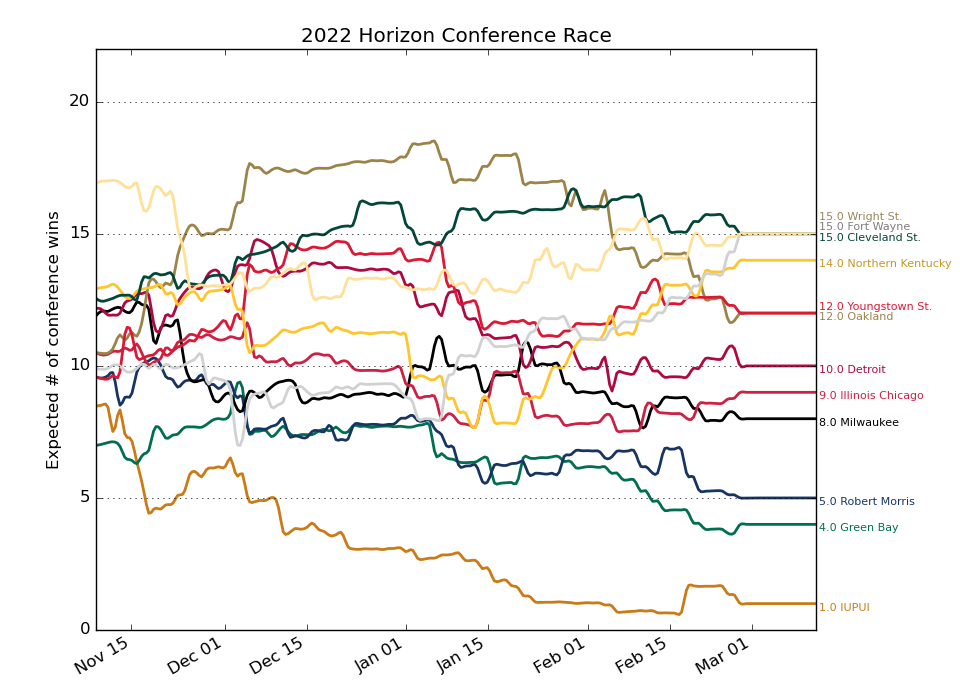 2022 Horizon Conference Race
Expected # of conference wins
20
15
10
5
0
15.0 Wright St.
15.0 Fort Wayne
15.0 Cleveland St.
14.0 Northern Kentucky
12.0 Youngstown St.
12.0 Oakland
10.0 Detroit
9.0 Illinois Chicago
8.0 Milwaukee
5.0 Robert Morris
4.0 Green Bay
1.0 IUPUI
Nov 15
Dec 01
Dec 15
Jan 01
Jan 15
Feb 01
Feb 15
Mar 01